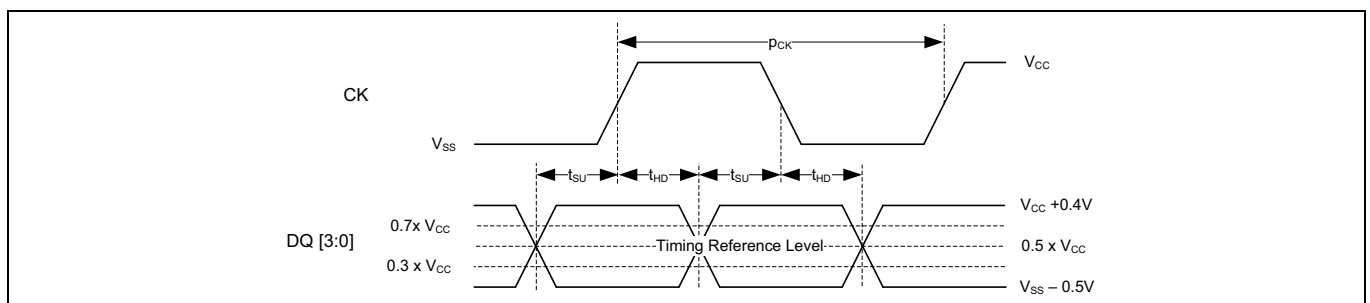 pCK
VCC
CK
VSS
tSU tHD tSU tHD
VCC +0.4V
0.7x VCC
DQ [3:0] Timing Reference Level 0.5 x VCC
0.3 x VCC
VSS – 0.5V